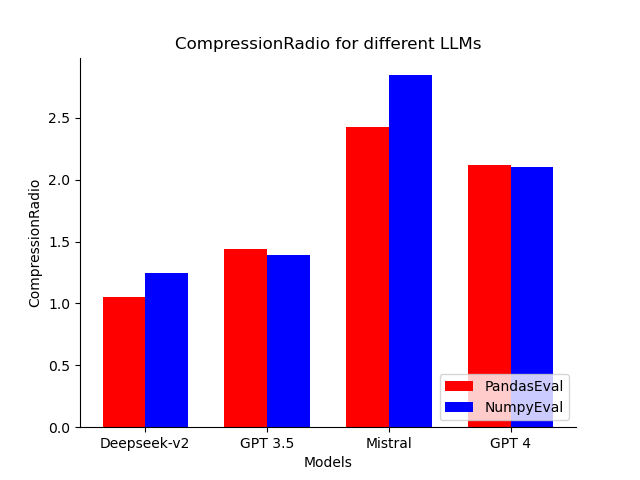 CompressionRadio for different LLMs
CompressionRadio
2.5
2.0
1.5
1.0
0.5
0.0
PandasEval
NumpyEval
Deepseek-v2 GPT 3.5 Mistral GPT 4
Models